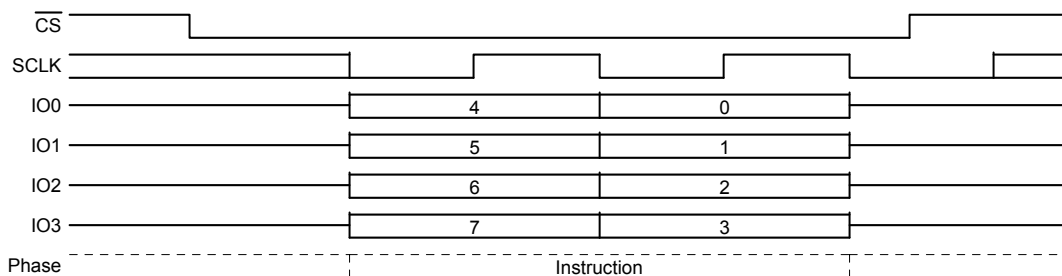 CS
SCLK
IO0 4 0
IO1 5 1
IO2 6 2
IO3 7 3
Phase Instruction